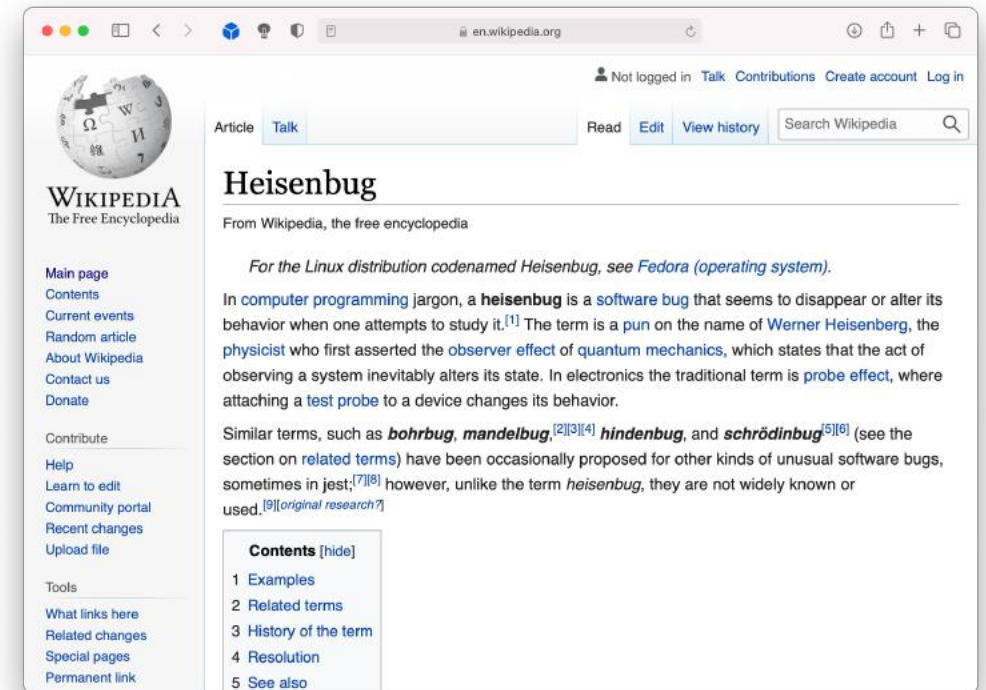 en.wikipedia.org
Not logged in Talk Contributions Create account Log in
Article Talk Read Edit View history Search Wikipedia
WIKIPEDIA
The Free Encyclopedia
Main page
Contents
Current events
Random article
About Wikipedia
Contact us
Donate
Contribute
Help
Learn to edit
Community portal
Recent changes
Upload file
Tools
What links here
Related changes
Special pages
Permanent link
Heisenbug
From Wikipedia, the free encyclopedia
For the Linux distribution codenamed Heisenbug, see Fedora (operating system).
In computer programming jargon, a heisenbug is a software bug that seems to disappear or alter its
behavior when one attempts to study it.[1] The term is a pun on the name of Werner Heisenberg, the
physicist who first asserted the observer effect of quantum mechanics, which states that the act of
observing a system inevitably alters its state. In electronics the traditional term is probe effect, where
attaching a test probe to a device changes its behavior.
Similar terms, such as bohrbug, mandelbug,[2][3][4] hindenbug, and schrödinbug[5][6] (see the
section on related terms) have been occasionally proposed for other kinds of unusual software bugs,
sometimes in jest;[7][8] however, unlike the term heisenbug, they are not widely known or
used.[9][original research?]
Contents [hide]
1 Examples
2 Related terms
3 History of the term
4 Resolution
5 See also